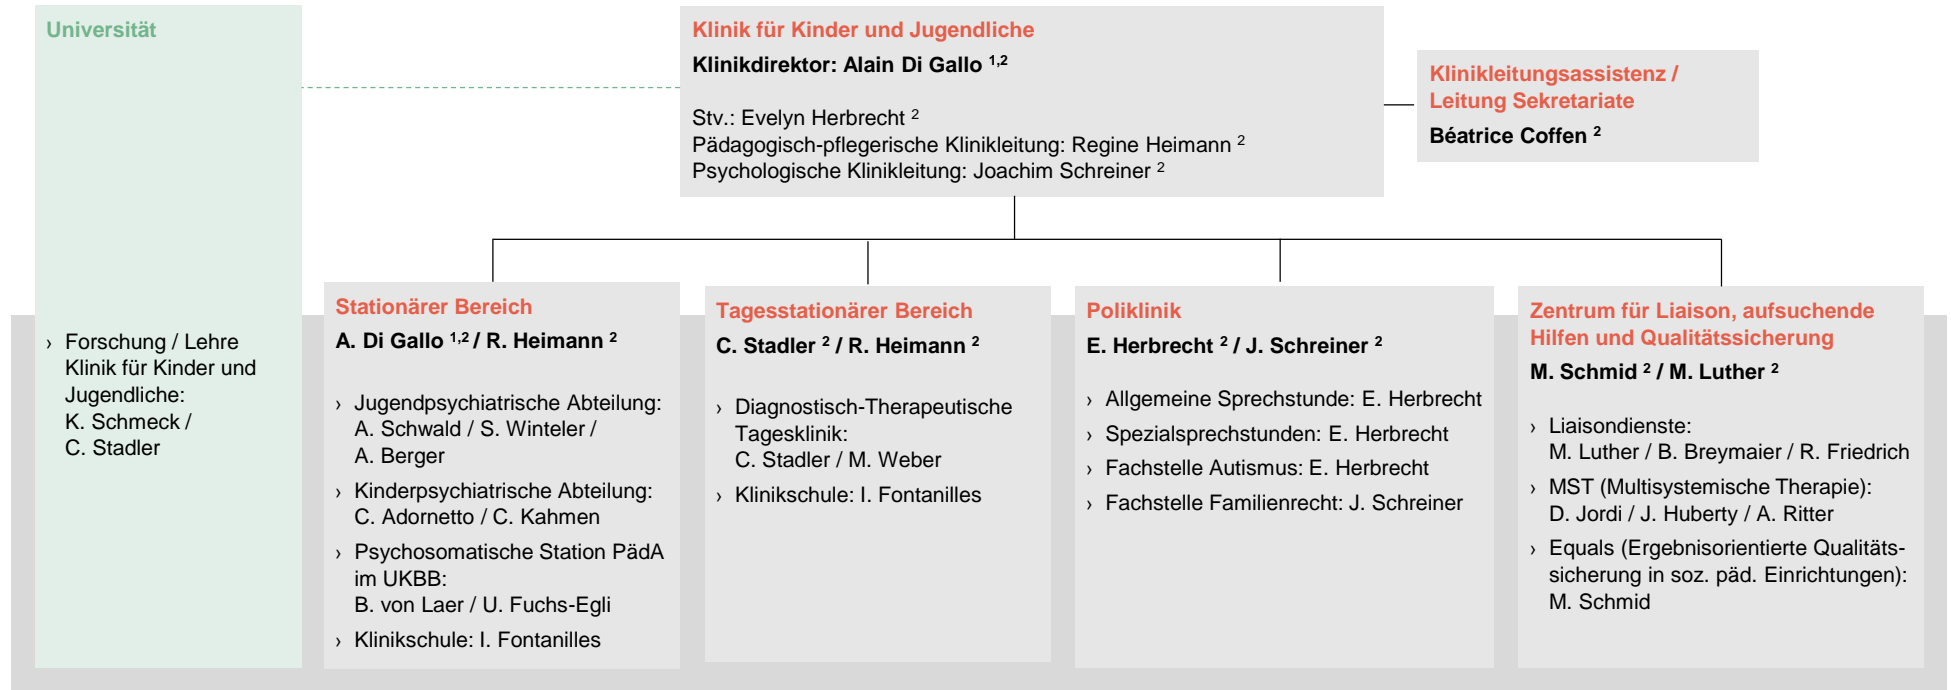 Universität
› Forschung / Lehre
Klinik für Kinder und
Jugendliche:
K. Schmeck /
C. Stadler
Klinik für Kinder und Jugendliche
Klinikdirektor: Alain Di Gallo 1,2
Stv.: Evelyn Herbrecht 2
Pädagogisch-pflegerische Klinikleitung: Regine Heimann 2
Psychologische Klinikleitung: Joachim Schreiner 2
Klinikleitungsassistenz /
Leitung Sekretariate
Béatrice Coffen 2
Stationärer Bereich
A. Di Gallo 1,2 / R. Heimann 2
› Jugendpsychiatrische Abteilung:
A. Schwald / S. Winteler /
A. Berger
› Kinderpsychiatrische Abteilung:
C. Adornetto / C. Kahmen
› Psychosomatische Station PädA
im UKBB:
B. von Laer / U. Fuchs-Egli
› Klinikschule: I. Fontanilles
Tagesstationärer Bereich
C. Stadler 2 / R. Heimann 2
› Diagnostisch-Therapeutische
Tagesklinik:
C. Stadler / M. Weber
› Klinikschule: I. Fontanilles
Poliklinik
E. Herbrecht 2 / J. Schreiner 2
› Allgemeine Sprechstunde: E. Herbrecht
› Spezialsprechstunden: E. Herbrecht
› Fachstelle Autismus: E. Herbrecht
› Fachstelle Familienrecht: J. Schreiner
Zentrum für Liaison, aufsuchende
Hilfen und Qualitätssicherung
M. Schmid 2 / M. Luther 2
› Liaisondienste:
M. Luther / B. Breymaier / R. Friedrich
› MST (Multisystemische Therapie):
D. Jordi / J. Huberty / A. Ritter
› Equals (Ergebnisorientierte Qualitäts-
sicherung in soz. päd. Einrichtungen):
M. Schmid